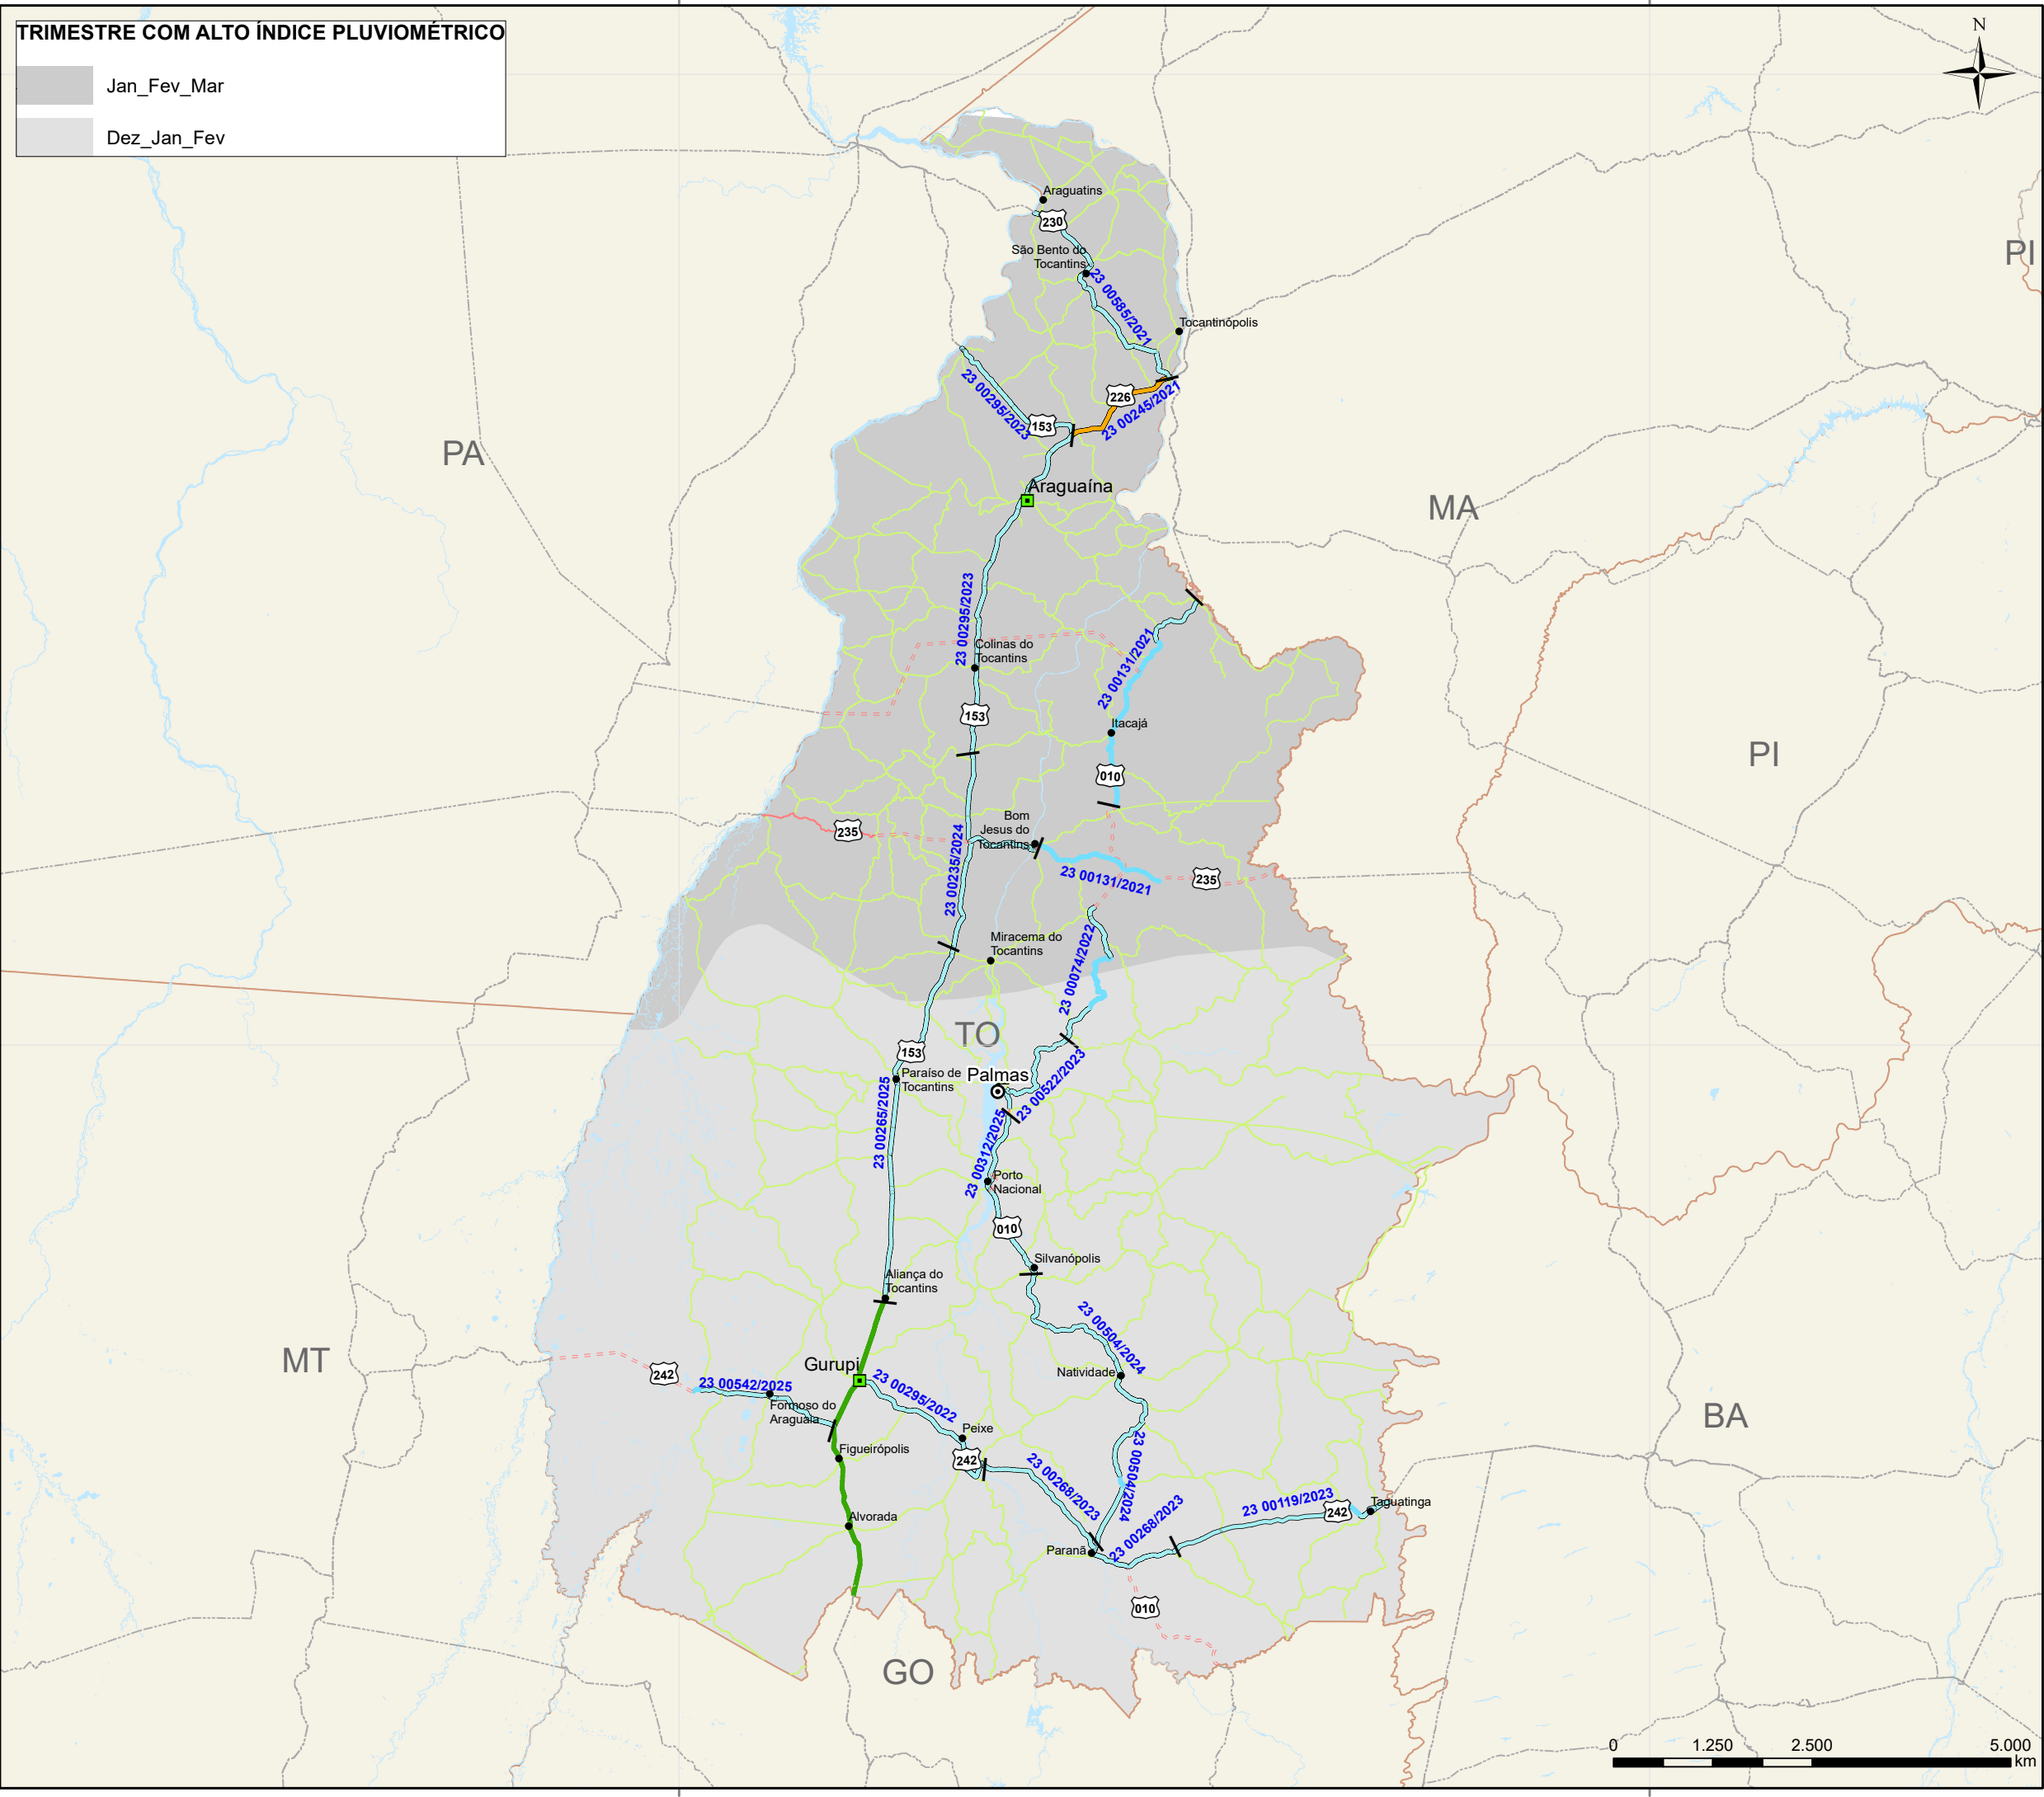 TRIMESTRE COM ALTO ÍNDICE PLUVIOMÉTRICO
Jan_Fev_Mar
Dez_Jan_Fev
N
Araguatins
230
São Bento do
Tocantins
23 00585/2021
PI
Tocantinópolis
23 00295/2023
226
153
23 00245/2021
PA
Araguaína
MA
23 00295/2023
Colinas do
Tocantins
23 00131/2021
153
Itacajá
010
PI
235
Bom
Jesus do
Tocantins
23 00235/2024
23 00131/2021
235
Miracema do
Tocantins
23 00074/2022
TO
153
Paraíso de
Tocantins
Palmas
23 00522/2023
23 00265/2025
23 00312/2025
Porto
Nacional
010
Silvanópolis
Aliança do
Tocantins
23 00504/2024
MT
242
Gurupi
23 00542/2025
23 00295/2022
Natividade
Formoso do
Araguaia
BA
Peixe
Figueirópolis
242
23 00268/2023
23 00504/2024
23 00119/2023
242
Taguatinga
Alvorada
23 00268/2023
Paranã
010
GO
0 1.250 2.500 5.000
km